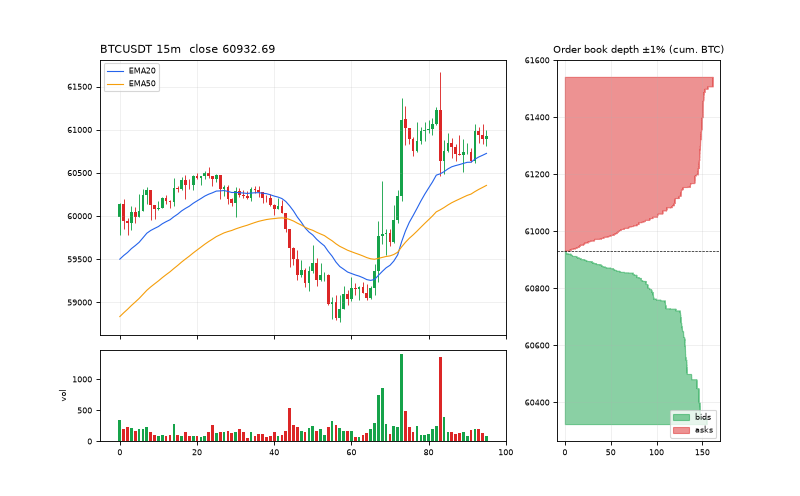 BTCUSDT 15m  close 60932.69
EMA20
EMA50
61500
61000
60500
60000
59500
59000
vol
1000
500
0
0 20 40 60 80 100
Order book depth ±1% (cum. BTC)
61600
61400
61200
61000
60800
60600
60400
bids
asks
0 50 100 150